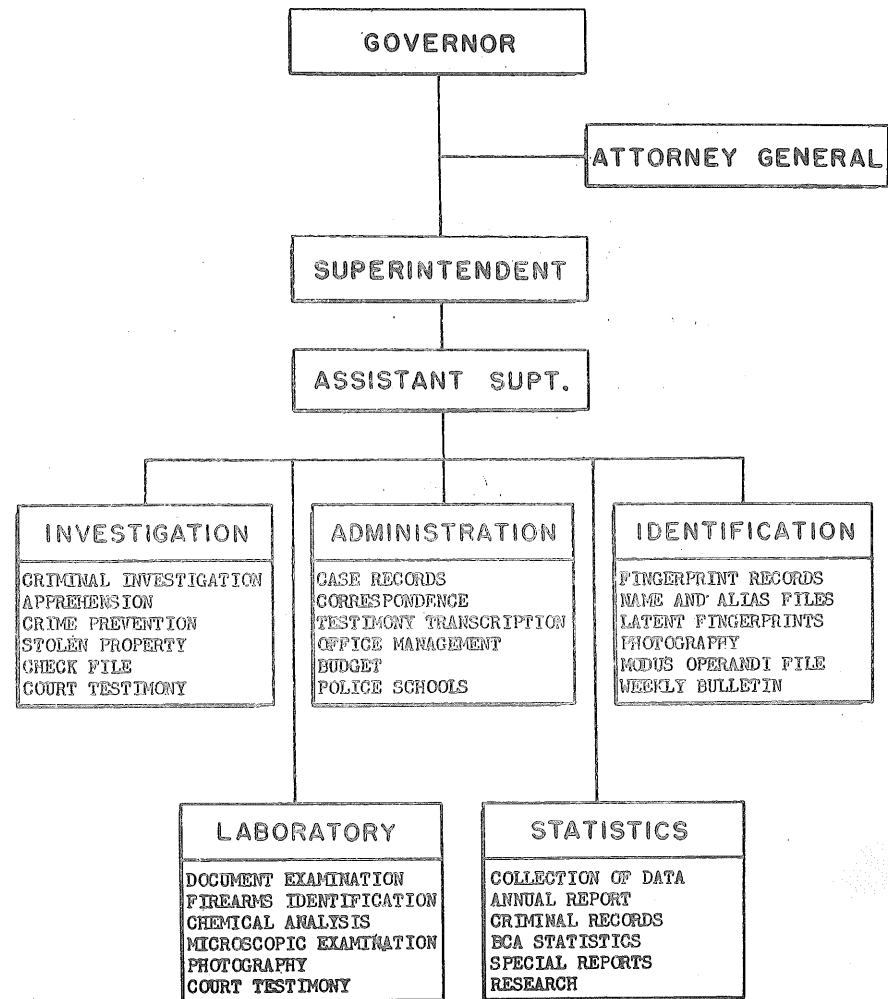 GOVERNOR
ATTORNEY GENERAL
SUPERINTENDENT
ASSISTANT SUPT.
INVESTIGATION
CRIMINAL INVESTIGATION
APPREHENSION
CRIME PREVENTION
STOLEN PROPERTY
CHECK FILE
COURT TESTIMONY
ADMINISTRATION
CASE RECORDS
CORRESPONDENCE
TESTIMONY TRANSCRIPTION
OFFICE MANAGEMENT
BUDGET
POLICE SCHOOLS
IDENTIFICATION
FINGERPRINT RECORDS
NAME AND ALIAS FILES
LATENT FINGERPRINTS
PHOTOGRAPHY
MODUS OPERANDI FILE
WEEKLY BULLETIN
LABORATORY
DOCUMENT EXAMINATION
FIREARMS IDENTIFICATION
CHEMICAL ANALYSIS
MICROSCOPIC EXAMINATION
PHOTOGRAPHY
COURT TESTIMONY
STATISTICS
COLLECTION OF DATA
ANNUAL REPORT
CRIMINAL RECORDS
BCA STATISTICS
SPECIAL REPORTS
RESEARCH